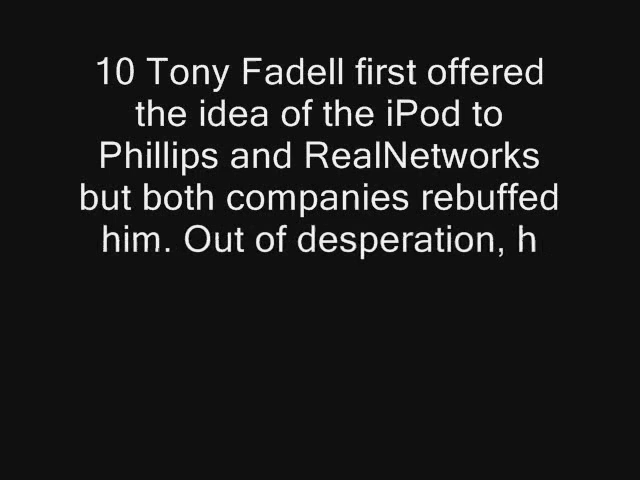 10 Tony Fadell first offered
the idea of the iPod to
Phillips and RealNetworks
but both companies rebuffed
him. Out of desperation, h